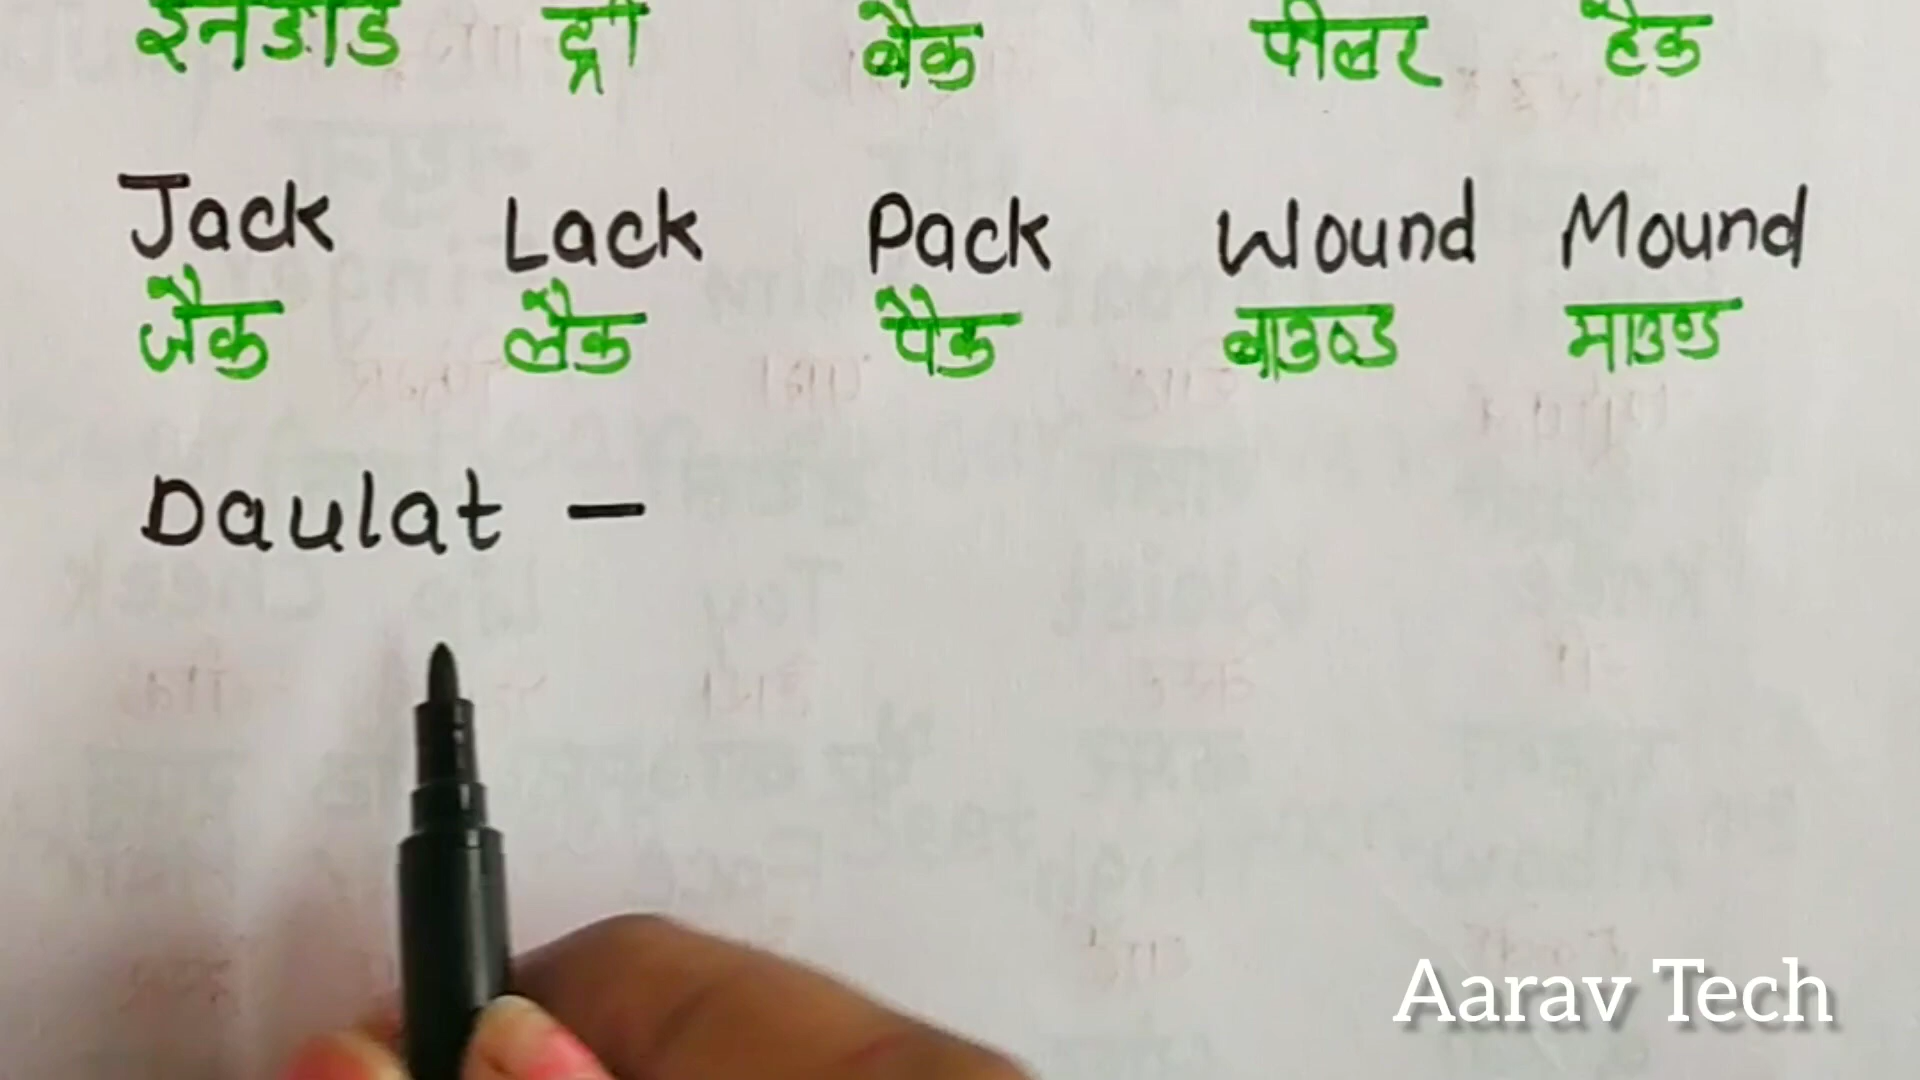 इनडीड ट्री बैक पीलर हैक
Jack Lack Pack Wound Mound
जैक लैक पैक वाउण्ड माउण्ड
Daulat –
Aarav Tech